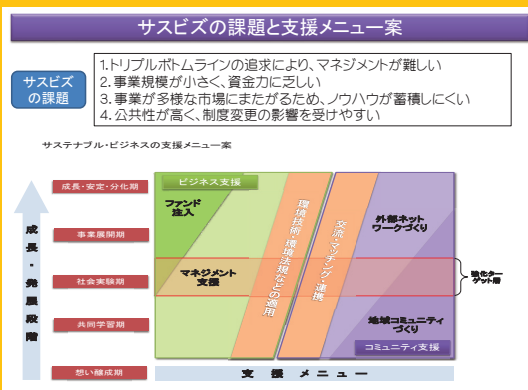 サスビズの課題と支援メニュー案
サスビズ
の課題
1.トリプルボトムラインの追求により、マネジメントが難しい
2.事業規模が小さく、資金力に乏しい
3.事業が多様な市場にまたがるため、ノウハウが蓄積しにくい
4.公共性が高く、制度変更の影響を受けやすい
サステナブル・ビジネスの支援メニュー案
成長・発展段階
成長・安定・分化期
事業展開期
社会実験期
共同学習期
想い醸成期
ビジネス支援
ファンド
注入
マネジメント
支援
環境技術・環境法規などの適用
交流・マッチング・連携
外部ネット
ワークづくり
地域コミュニティ
づくり
コミュニティ支援
強化ター
ゲット層
支援メニュー